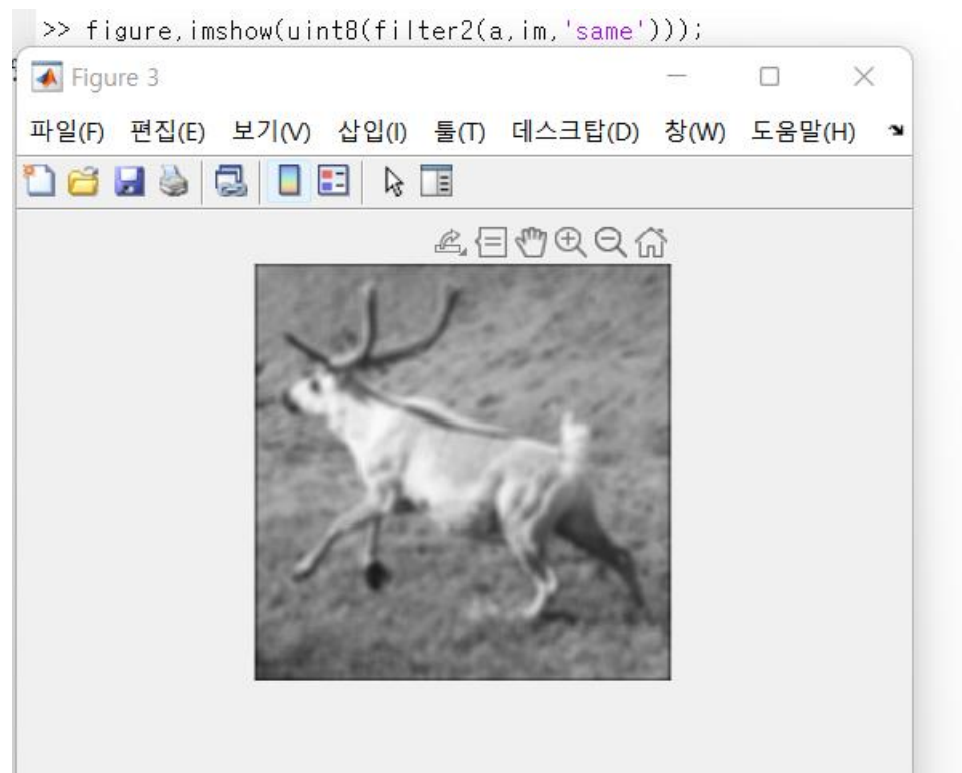 >> figure,imshow(uint8(filter2(a,im,'same')));
Figure 3
파일(F) 편집(E) 보기(V) 삽입(I) 툴(T) 데스크탑(D) 창(W) 도움말(H)